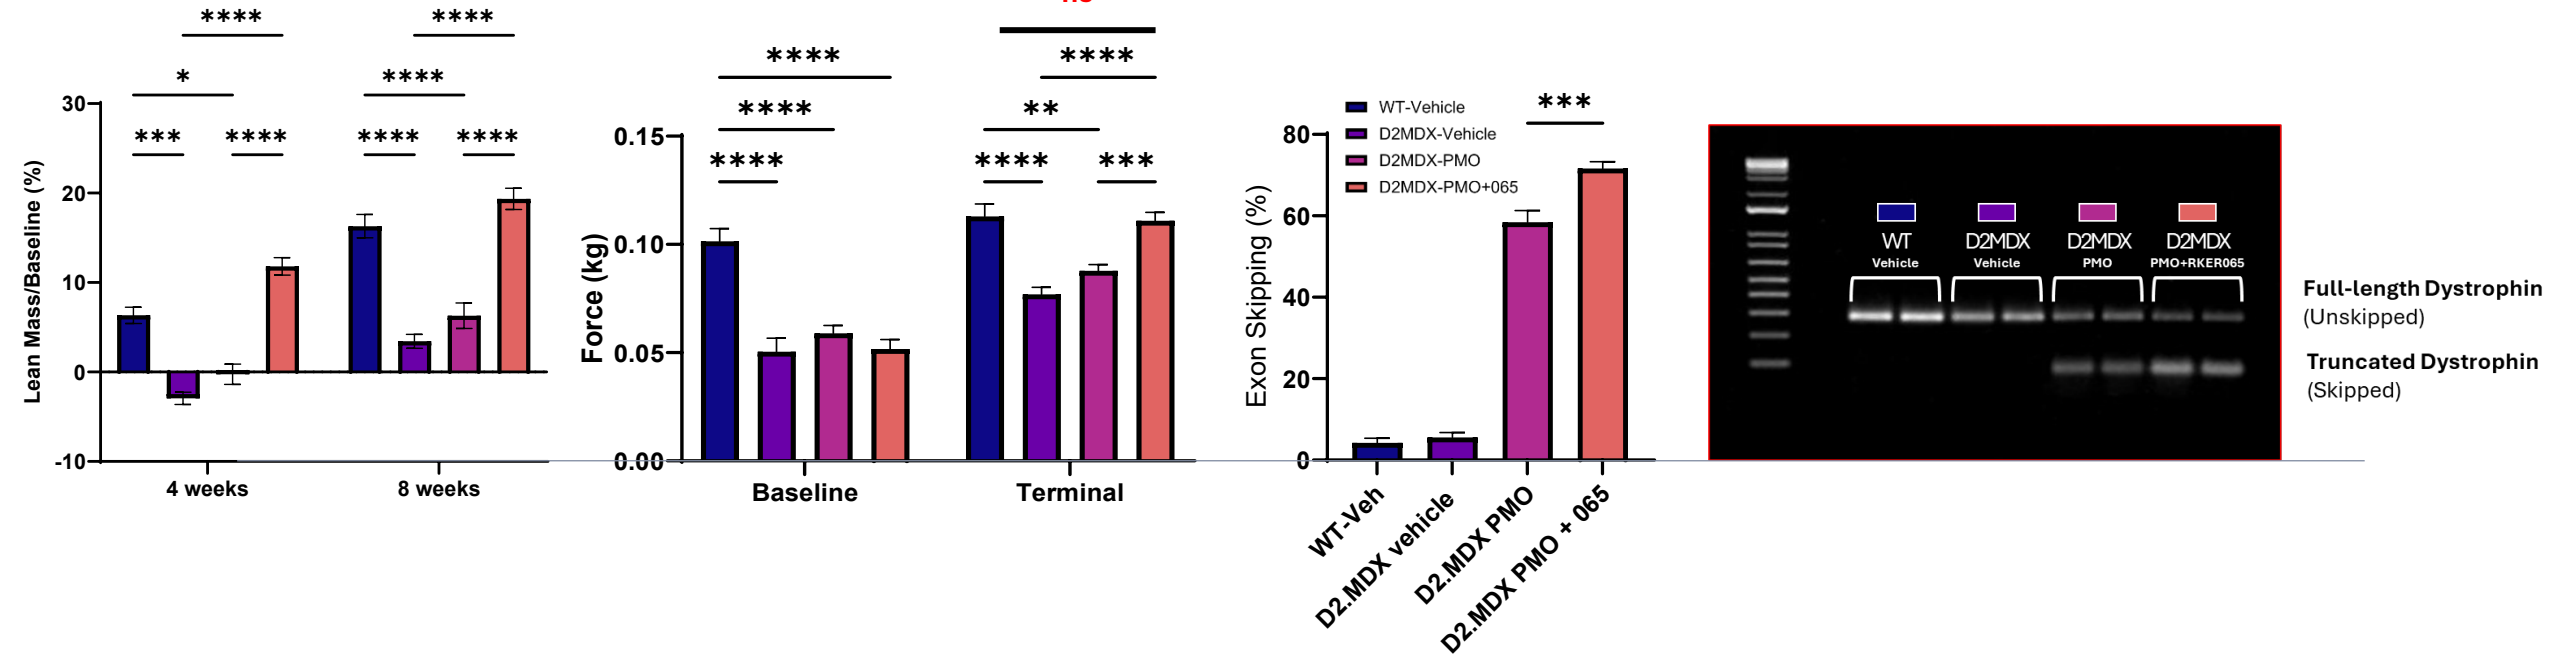 **** ****
* ****
*** **** **** ****
Lean Mass/Baseline (%)
30
20
10
0
-10
4 weeks
8 weeks
****
**** ****
**** **
**** **** ***
Force (kg)
0.15
0.10
0.05
0.00
Baseline
Terminal
WT-Vehicle
D2MDX-Vehicle
D2MDX-PMO
D2MDX-PMO+065
***
Exon Skipping (%)
80
60
40
20
0
WT-Veh
D2.MDX vehicle
D2.MDX PMO
D2.MDX PMO + 065
WT
Vehicle
D2MDX
Vehicle
D2MDX
PMO
D2MDX
PMO+RKER065
Full-length Dystrophin
(Unskipped)
Truncated Dystrophin
(Skipped)